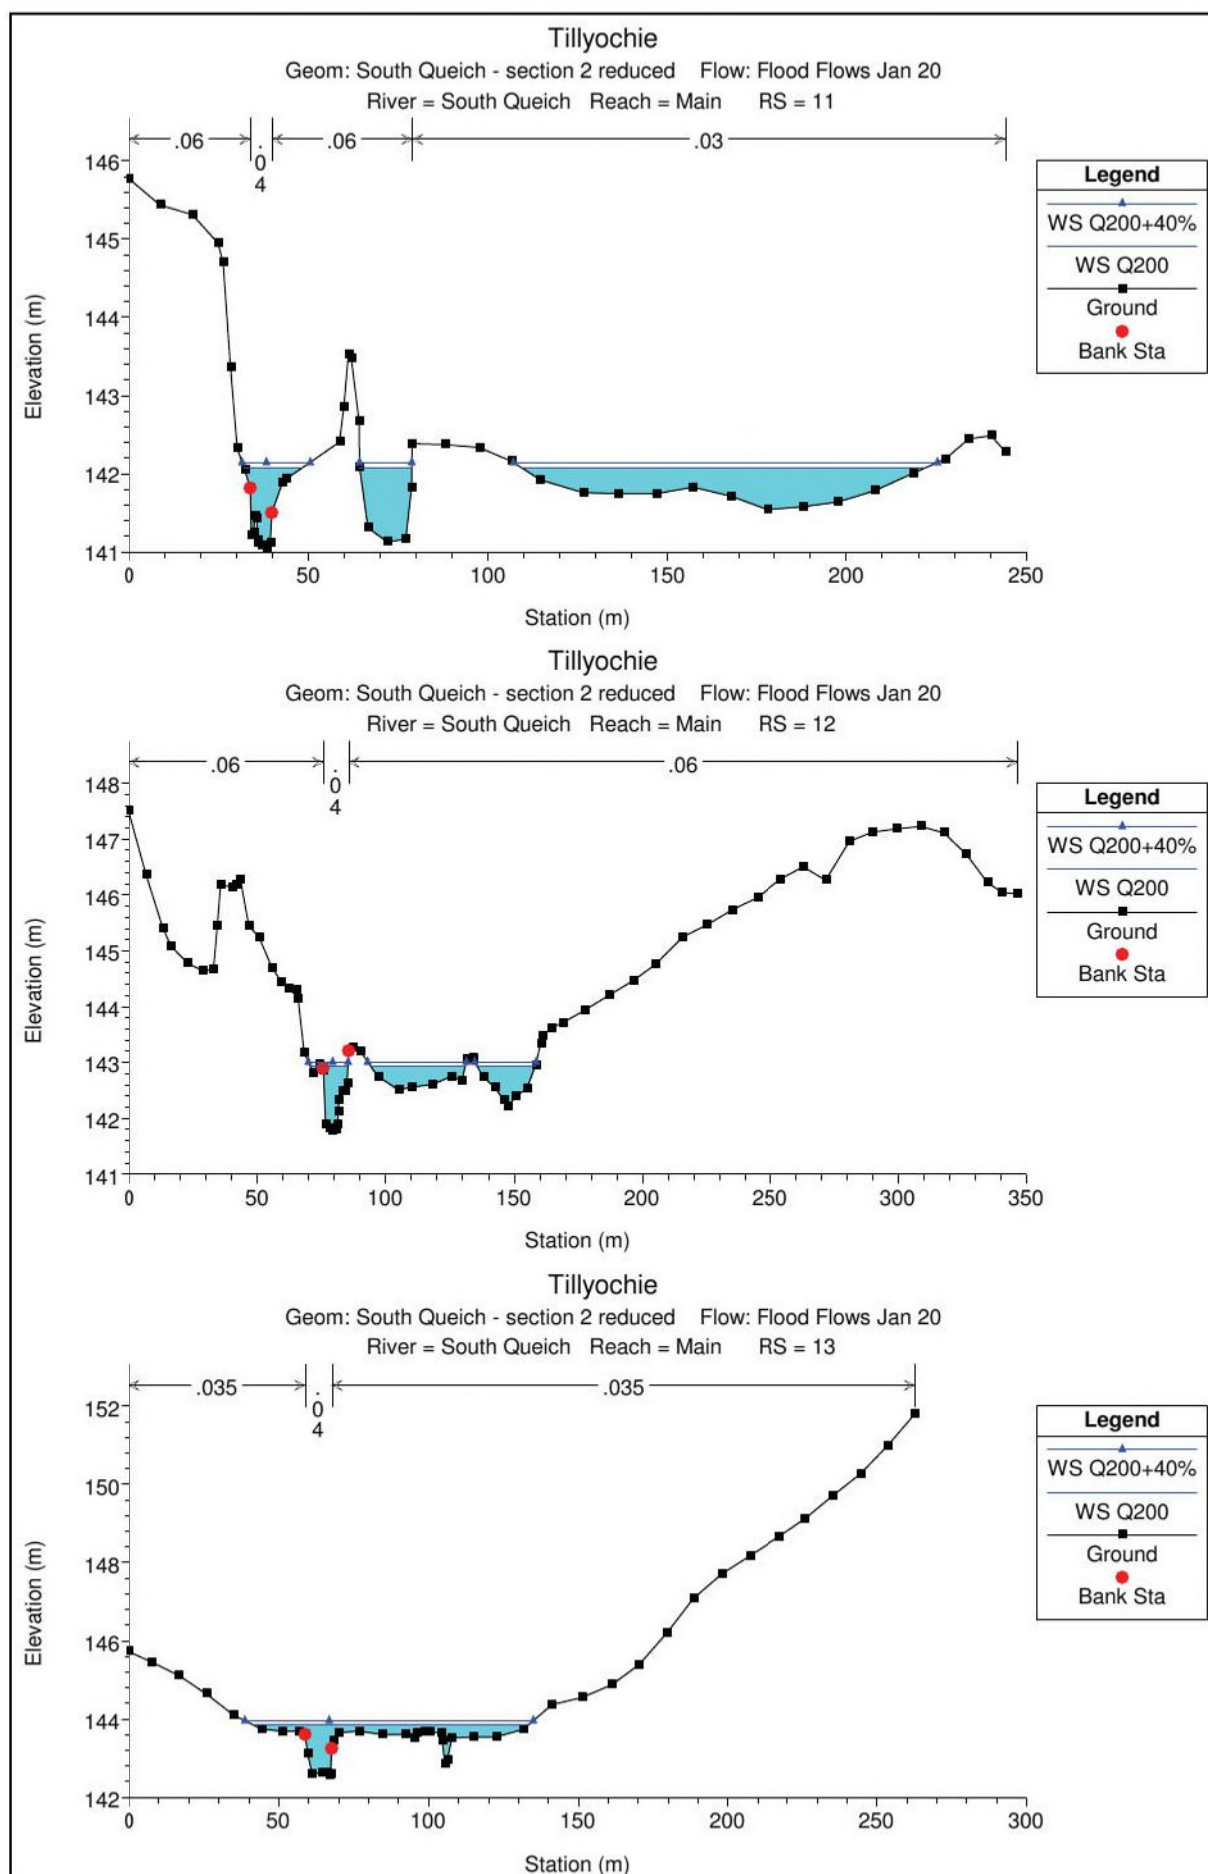 Tillyochie
Geom: South Queich - section 2 reduced Flow: Flood Flows Jan 20
River = South Queich Reach = Main RS = 11
.06
.04
.06
.03
146
145
144
143
142
141
Elevation (m)
0 50 100 150 200 250
Station (m)
Legend
WS Q200+40%
WS Q200
Ground
Bank Sta
Tillyochie
Geom: South Queich - section 2 reduced Flow: Flood Flows Jan 20
River = South Queich Reach = Main RS = 12
.06
.04
.06
148
147
146
145
144
143
142
141
Elevation (m)
0 50 100 150 200 250 300 350
Station (m)
Legend
WS Q200+40%
WS Q200
Ground
Bank Sta
Tillyochie
Geom: South Queich - section 2 reduced Flow: Flood Flows Jan 20
River = South Queich Reach = Main RS = 13
.035
.04
.035
152
150
148
146
144
142
Elevation (m)
0 50 100 150 200 250 300
Station (m)
Legend
WS Q200+40%
WS Q200
Ground
Bank Sta